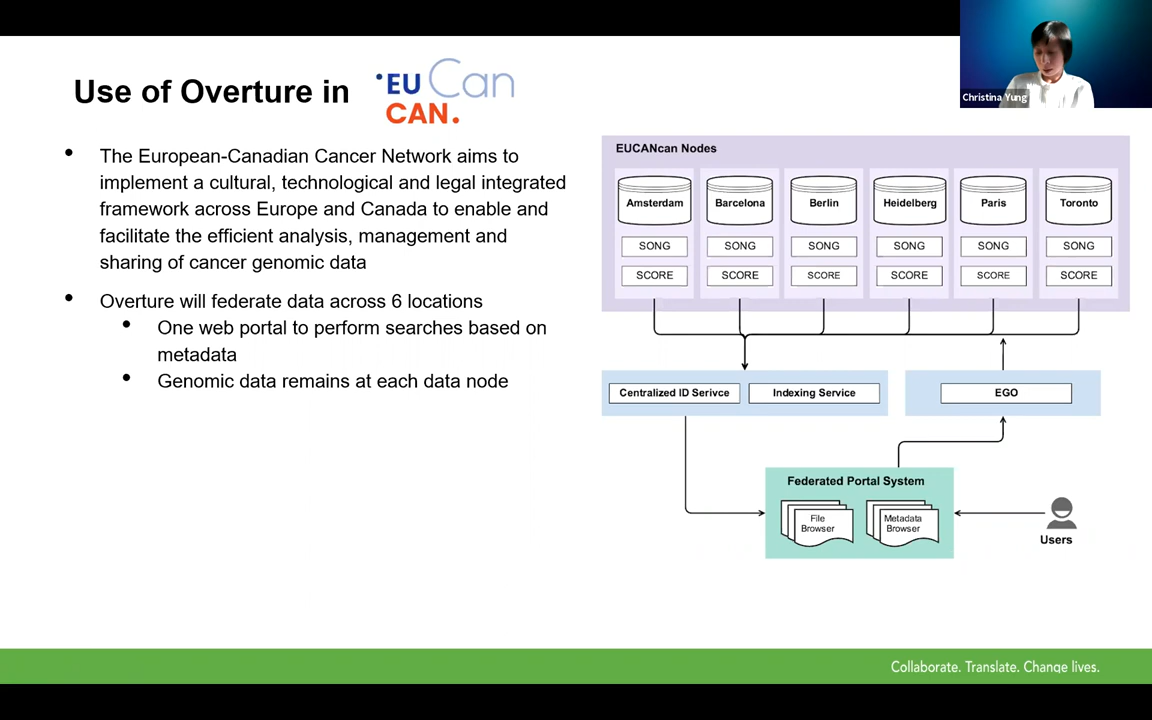 Use of Overture in
EUCan
CAN.
Christina Yung
• The European-Canadian Cancer Network aims to
implement a cultural, technological and legal integrated
framework across Europe and Canada to enable and
facilitate the efficient analysis, management and
sharing of cancer genomic data
• Overture will federate data across 6 locations
• One web portal to perform searches based on
metadata
• Genomic data remains at each data node
EUCANcan Nodes
Amsterdam Barcelona Berlin Heidelberg Paris Toronto
SONG SONG SONG SONG SONG SONG
SCORE SCORE SCORE SCORE SCORE SCORE
Centralized ID Serivce Indexing Service EGO
Federated Portal System
File
Browser
Metadata
Browser
Users
Collaborate. Translate. Change lives.